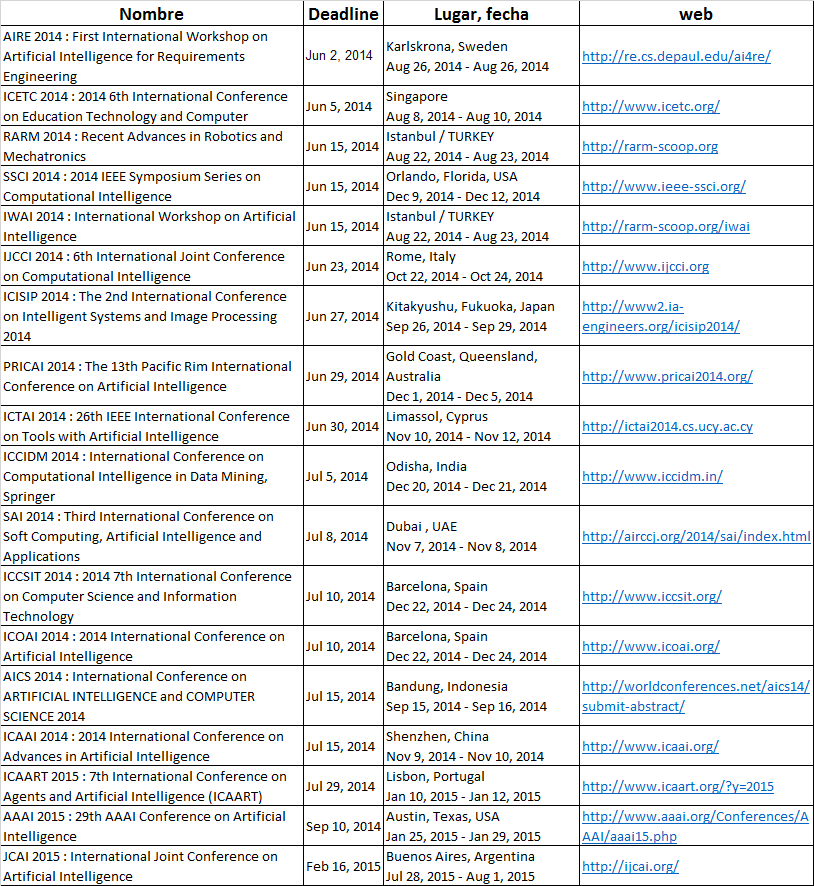 Nombre
Deadline
Lugar, fecha
web
AIRE 2014 : First International Workshop on
Artificial Intelligence for Requirements
Engineering
Jun 2, 2014
Karlskrona, Sweden
Aug 26, 2014 - Aug 26, 2014
http://re.cs.depaul.edu/ai4re/
ICETC 2014 : 2014 6th International Conference
on Education Technology and Computer
Jun 5, 2014
Singapore
Aug 8, 2014 - Aug 10, 2014
http://www.icetc.org/
RARM 2014 : Recent Advances in Robotics and
Mechatronics
Jun 15, 2014
Istanbul / TURKEY
Aug 22, 2014 - Aug 23, 2014
http://rarm-scoop.org
SSCI 2014 : 2014 IEEE Symposium Series on
Computational Intelligence
Jun 15, 2014
Orlando, Florida, USA
Dec 9, 2014 - Dec 12, 2014
http://www.ieee-ssci.org/
IWAI 2014 : International Workshop on Artificial
Intelligence
Jun 15, 2014
Istanbul / TURKEY
Aug 22, 2014 - Aug 23, 2014
http://rarm-scoop.org/iwai
IJCCI 2014 : 6th International Joint Conference
on Computational Intelligence
Jun 23, 2014
Rome, Italy
Oct 22, 2014 - Oct 24, 2014
http://www.ijcci.org
ICISIP 2014 : The 2nd International Conference
on Intelligent Systems and Image Processing
2014
Jun 27, 2014
Kitakyushu, Fukuoka, Japan
Sep 26, 2014 - Sep 29, 2014
http://www2.ia-
engineers.org/icisip2014/
PRICAI 2014 : The 13th Pacific Rim International
Conference on Artificial Intelligence
Jun 29, 2014
Gold Coast, Queensland,
Australia
Dec 1, 2014 - Dec 5, 2014
http://www.pricai2014.org/
ICTAI 2014 : 26th IEEE International Conference
on Tools with Artificial Intelligence
Jun 30, 2014
Limassol, Cyprus
Nov 10, 2014 - Nov 12, 2014
http://ictai2014.cs.ucy.ac.cy
ICCIDM 2014 : International Conference on
Computational Intelligence in Data Mining,
Springer
Jul 5, 2014
Odisha, India
Dec 20, 2014 - Dec 21, 2014
http://www.iccidm.in/
SAI 2014 : Third International Conference on
Soft Computing, Artificial Intelligence and
Applications
Jul 8, 2014
Dubai , UAE
Nov 7, 2014 - Nov 8, 2014
http://airccj.org/2014/sai/index.html
ICCSIT 2014 : 2014 7th International Conference
on Computer Science and Information
Technology
Jul 10, 2014
Barcelona, Spain
Dec 22, 2014 - Dec 24, 2014
http://www.iccsit.org/
ICOAI 2014 : 2014 International Conference on
Artificial Intelligence
Jul 10, 2014
Barcelona, Spain
Dec 22, 2014 - Dec 24, 2014
http://www.icoai.org/
AICS 2014 : International Conference on
ARTIFICIAL INTELLIGENCE and COMPUTER
SCIENCE 2014
Jul 15, 2014
Bandung, Indonesia
Sep 15, 2014 - Sep 16, 2014
http://worldconferences.net/aics14/
submit-abstract/
ICAAI 2014 : 2014 International Conference on
Advances in Artificial Intelligence
Jul 15, 2014
Shenzhen, China
Nov 9, 2014 - Nov 10, 2014
http://www.icaai.org/
ICAART 2015 : 7th International Conference on
Agents and Artificial Intelligence (ICAART)
Jul 29, 2014
Lisbon, Portugal
Jan 10, 2015 - Jan 12, 2015
http://www.icaart.org/?y=2015
AAAI 2015 : 29th AAAI Conference on Artificial
Intelligence
Sep 10, 2014
Austin, Texas, USA
Jan 25, 2015 - Jan 29, 2015
http://www.aaai.org/Conferences/A
AAI/aaai15.php
JCAI 2015 : International Joint Conference on
Artificial Intelligence
Feb 16, 2015
Buenos Aires, Argentina
Jul 28, 2015 - Aug 1, 2015
http://ijcai.org/